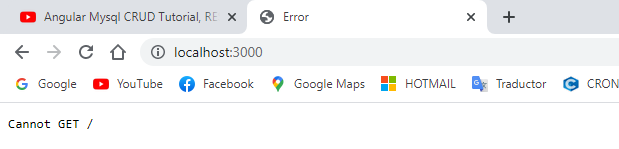 Angular Mysql CRUD Tutorial, RE
Error
localhost:3000
Google YouTube Facebook Google Maps HOTMAIL Traductor CRON
Cannot GET /